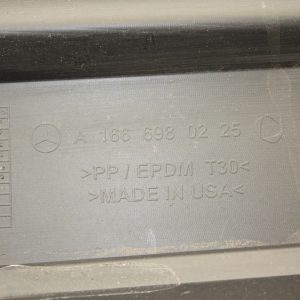 A 166 698 02 25
>PP / EPDM T30<
>MADE IN USA<